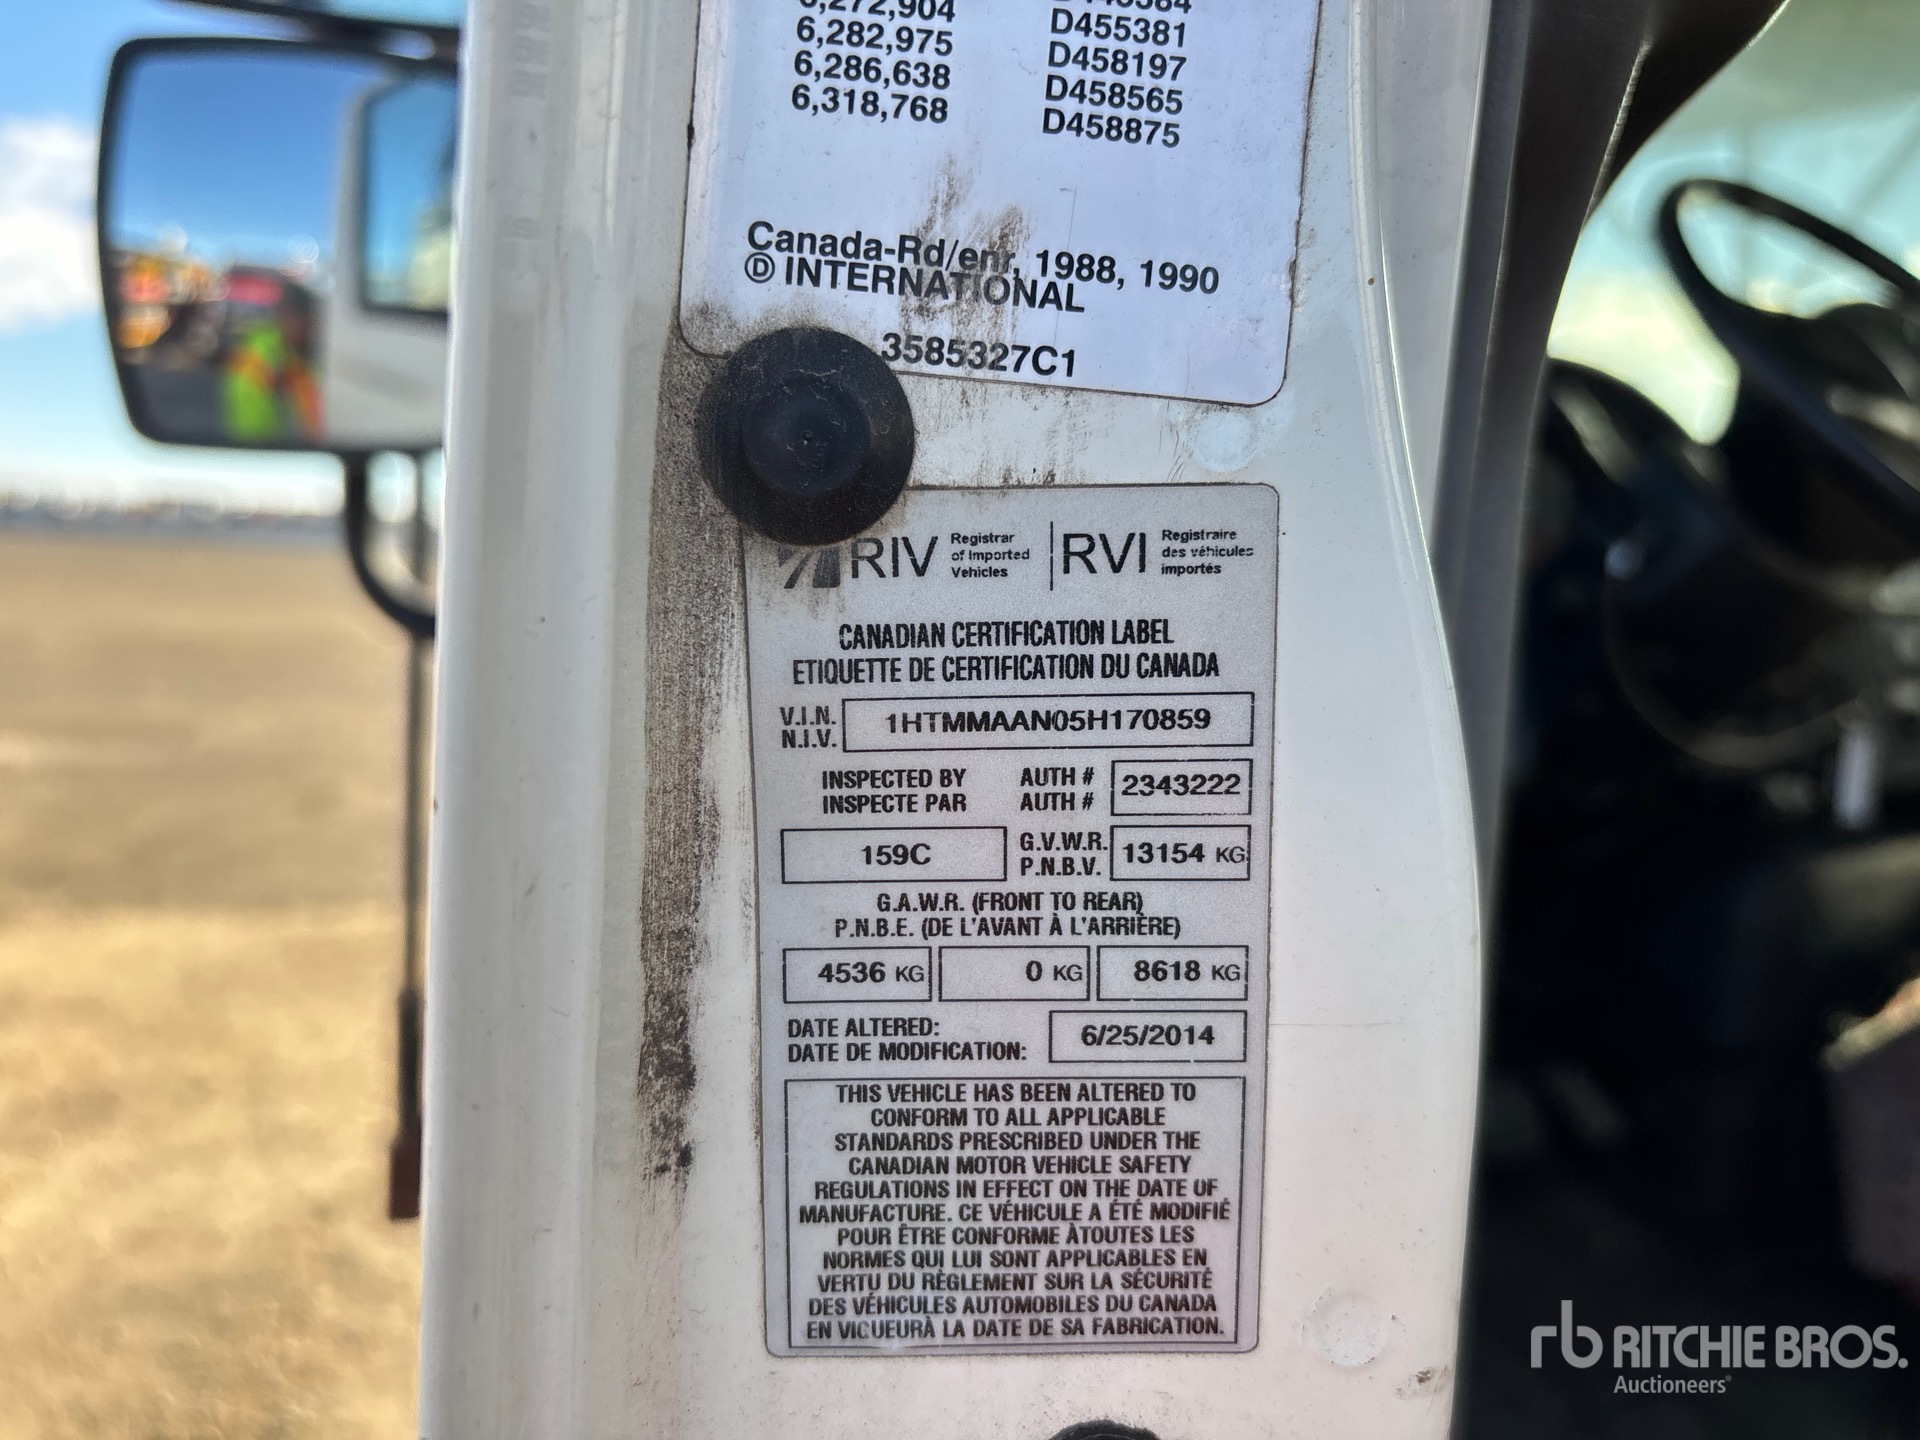 6,272,904
6,282,975 D455381
6,286,638 D458197
6,318,768 D458565
D458875
Canada-Rd/enr, 1988, 1990
Ⓓ INTERNATIONAL
3585327C1
RIV Registrar of Imported Vehicles | RVI Registraire des véhicules importés
CANADIAN CERTIFICATION LABEL
ETIQUETTE DE CERTIFICATION DU CANADA
V.I.N. 1HTMMAAN05H170859
N.I.V.
INSPECTED BY AUTH # 2343222
INSPECTE PAR AUTH #
159C G.V.W.R. 13154 KG
P.N.B.V.
G.A.W.R. (FRONT TO REAR)
P.N.B.E. (DE L'AVANT À L'ARRIÈRE)
4536 KG 0 KG 8618 KG
DATE ALTERED: 6/25/2014
DATE DE MODIFICATION:
THIS VEHICLE HAS BEEN ALTERED TO
CONFORM TO ALL APPLICABLE
STANDARDS PRESCRIBED UNDER THE
CANADIAN MOTOR VEHICLE SAFETY
REGULATIONS IN EFFECT ON THE DATE OF
MANUFACTURE. CE VÉHICULE A ÉTÉ MODIFIÉ
POUR ÊTRE CONFORME ÀTOUTES LES
NORMES QUI LUI SONT APPLICABLES EN
VERTU DU RÈGLEMENT SUR LA SÉCURITÉ
DES VÉHICULES AUTOMOBILES DU CANADA
EN VIGUEURÀ LA DATE DE SA FABRICATION.
rb RITCHIE BROS.
Auctioneers